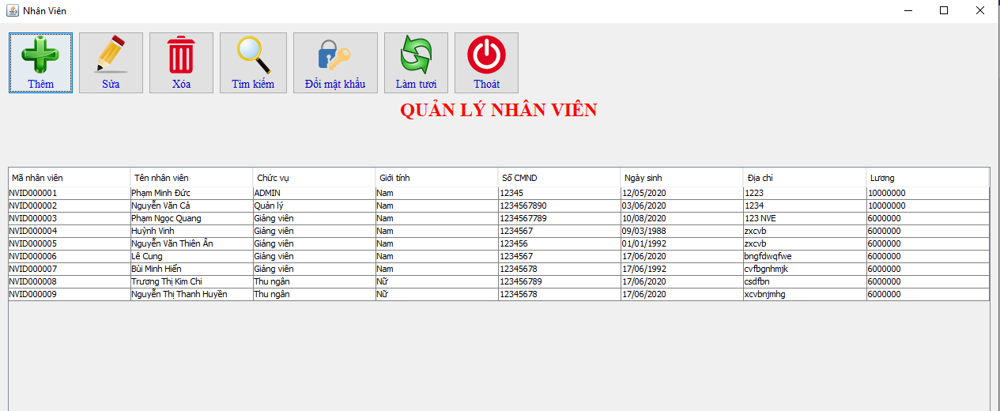 Nhân Viên
Thêm Sửa Xóa Tìm kiếm Đổi mật khẩu Làm tươi Thoát
QUẢN LÝ NHÂN VIÊN
Mã nhân viên Tên nhân viên Chức vụ Giới tính Số CMND Ngày sinh Địa chỉ Lương
NVID000001 Phạm Minh Đức ADMIN Nam 12345 12/05/2020 1223 10000000
NVID000002 Nguyễn Văn Cả Quản lý Nam 1234567890 03/06/2020 1234 10000000
NVID000003 Phạm Ngọc Quang Giảng viên Nam 1234567789 10/08/2020 123 NVE 6000000
NVID000004 Huỳnh Vinh Giảng viên Nam 1234567 09/03/1988 zxcvb 6000000
NVID000005 Nguyễn Văn Thiên Ân Giảng viên Nam 123456 01/01/1992 zxcvb 6000000
NVID000006 Lê Cung Giảng viên Nam 1234567 17/06/2020 bngfdwqfwe 6000000
NVID000007 Bùi Minh Hiến Giảng viên Nam 12345678 17/06/1992 cvfbgnhmjk 6000000
NVID000008 Trương Thị Kim Chi Thu ngân Nữ 123456789 17/06/2020 csdfbn 6000000
NVID000009 Nguyễn Thị Thanh Huyền Thu ngân Nữ 12345678 17/06/2020 xcvbnjmhg 6000000